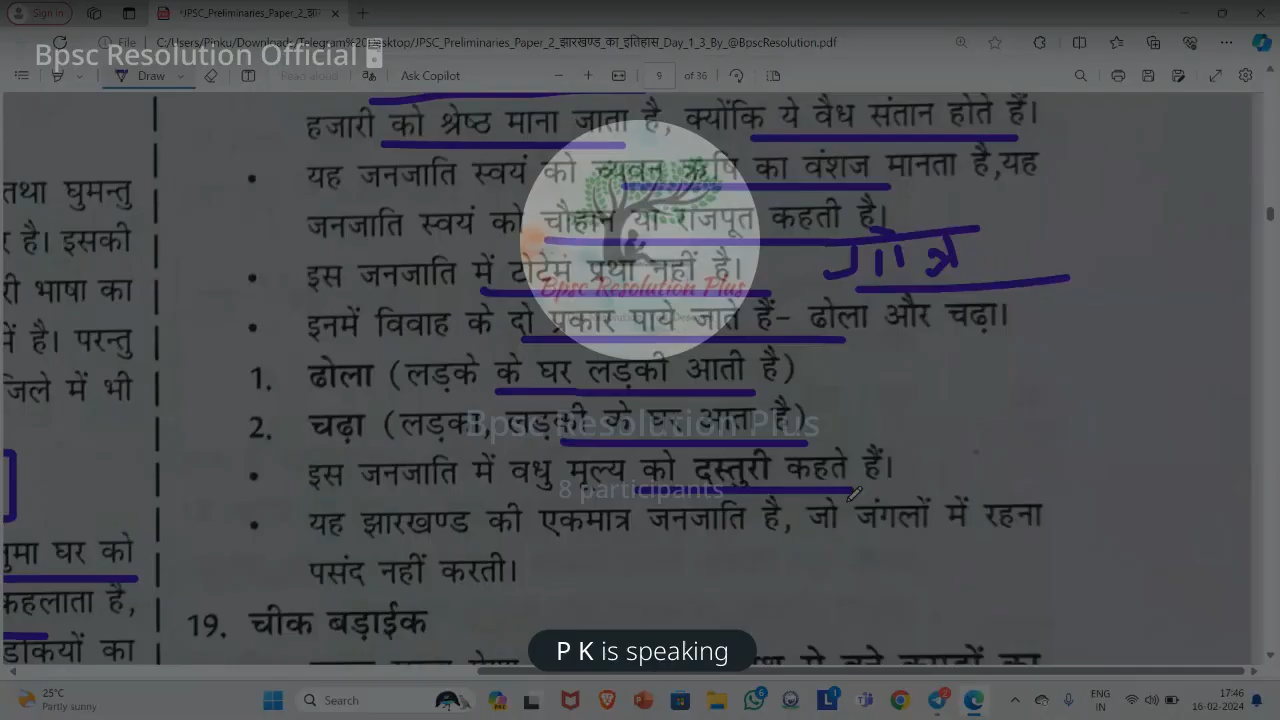 Sign in
*JPSC_Preliminaries_Paper_2_झार
File
C:/Users/Pinku/Downloads/Telegram%20Desktop/JPSC_Preliminaries_Paper_2_झारखण्ड_का_इतिहास_Day_1_3_By_@BpscResolution.pdf
Bpsc Resolution Official
Draw
Read aloud
Ask Copilot
9 of 36
हजारी को श्रेष्ठ माना जाता है, क्योंकि ये वैध संतान होते हैं।
• यह जनजाति स्वयं को च्यवन ऋषि का वंशज मानता है,यह
जनजाति स्वयं को चौहान या राजपूत कहती है।
गोत्र
• इस जनजाति में टोटेम प्रथा नहीं है।
Bpsc Resolution Plus
• इनमें विवाह के दो प्रकार पाये जाते हैं- ढोला और चढ़ा।
1. ढोला (लड़के के घर लड़की आती है)
2. चढ़ा (लड़का, लड़की के घर आता है)
Bpsc Resolution Plus
• इस जनजाति में वधु मूल्य को दस्तुरी कहते हैं।
8 participants
• यह झारखण्ड की एकमात्र जनजाति है, जो जंगलों में रहना
पसंद नहीं करती।
19. चीक बड़ाईक
तथा घुमन्तु
है। इसकी
री भाषा का
में है। परन्तु
जिले में भी
नुमा घर को
कहलाता है,
P K is speaking
25°C
Partly sunny
Search
ENG
IN
17:46
16-02-2024